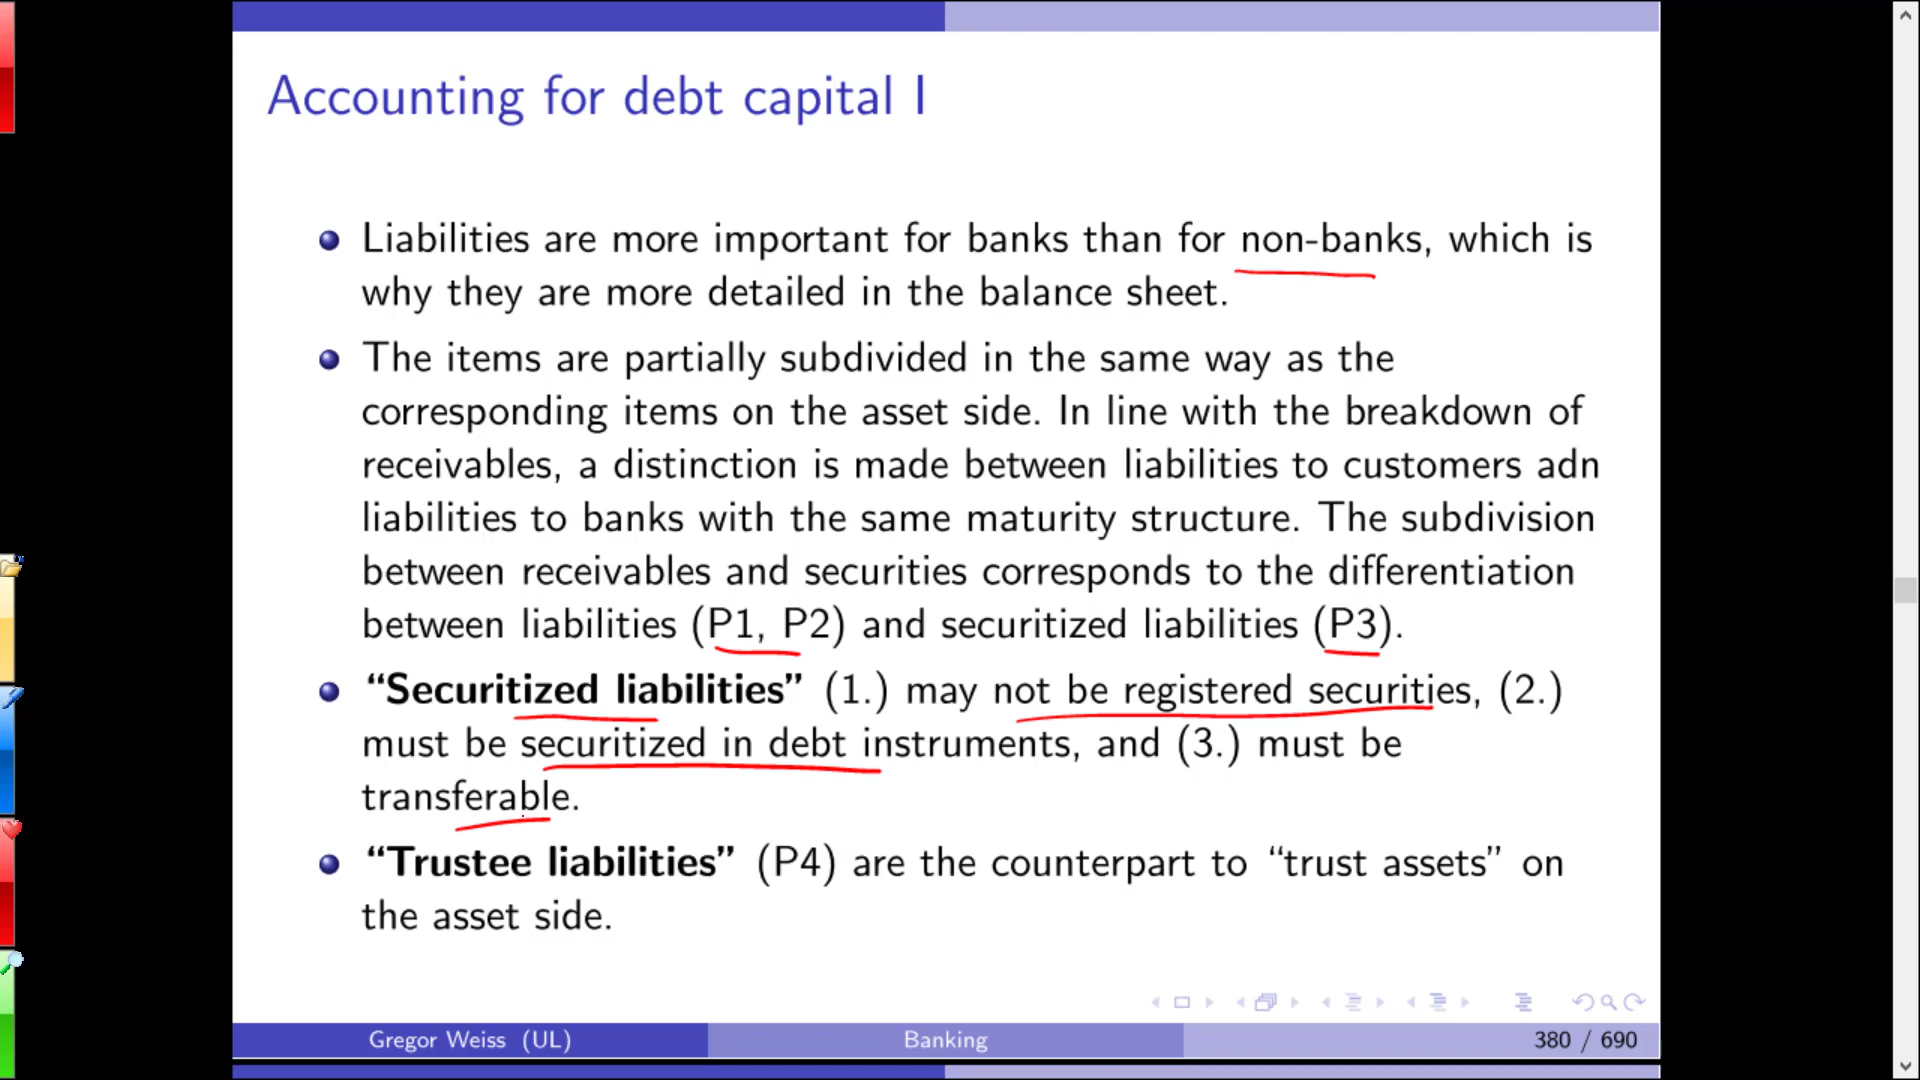 Accounting for debt capital I
Liabilities are more important for banks than for non-banks, which is
why they are more detailed in the balance sheet.
The items are partially subdivided in the same way as the
corresponding items on the asset side. In line with the breakdown of
receivables, a distinction is made between liabilities to customers adn
liabilities to banks with the same maturity structure. The subdivision
between receivables and securities corresponds to the differentiation
between liabilities (P1, P2) and securitized liabilities (P3).
“Securitized liabilities” (1.) may not be registered securities, (2.)
must be securitized in debt instruments, and (3.) must be
transferable.
“Trustee liabilities” (P4) are the counterpart to “trust assets” on
the asset side.
Gregor Weiss (UL)
Banking
380 / 690